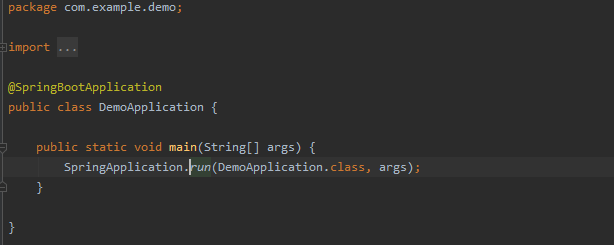 package com.example.demo;
import ...
@SpringBootApplication
public class DemoApplication {
public static void main(String[] args) {
SpringApplication.run(DemoApplication.class, args);
}
}